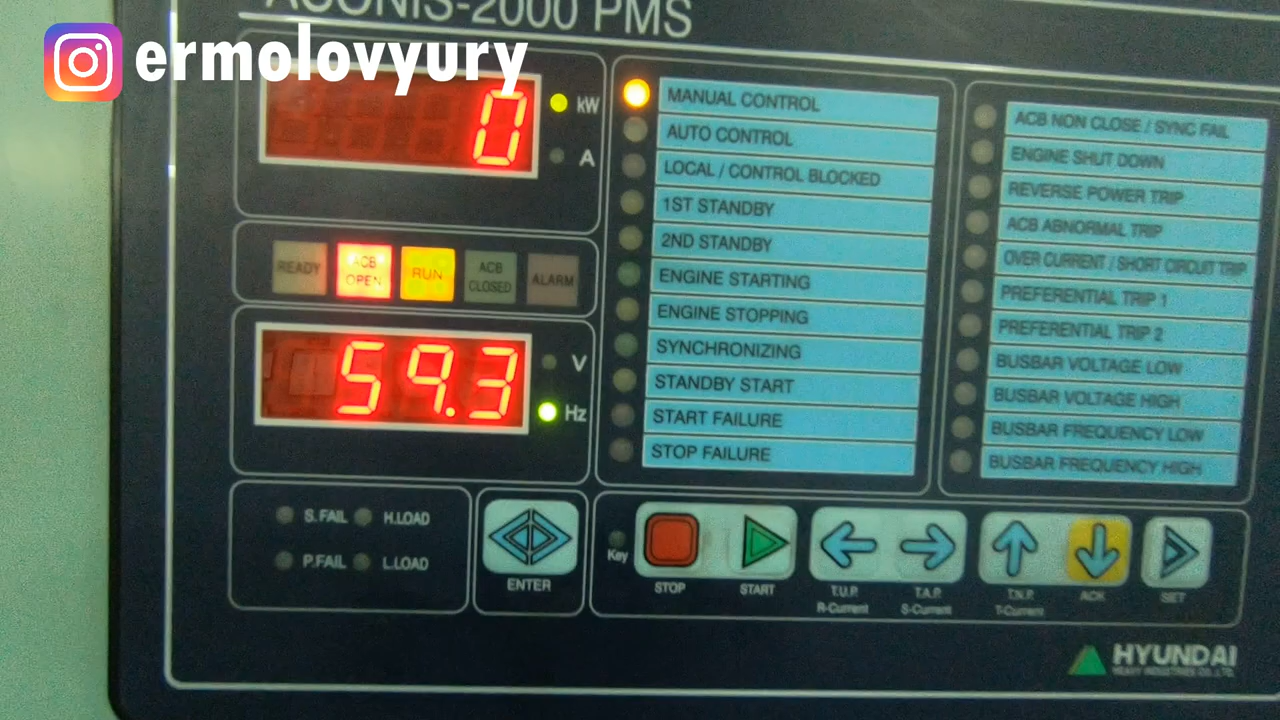 ACONIS-2000 PMS
ermolovyury
0
kW
A
READY
ACB OPEN
RUN
ACB CLOSED
ALARM
59.3
V
Hz
S.FAIL
H.LOAD
P.FAIL
L.LOAD
ENTER
MANUAL CONTROL
AUTO CONTROL
LOCAL / CONTROL BLOCKED
1ST STANDBY
2ND STANDBY
ENGINE STARTING
ENGINE STOPPING
SYNCHRONIZING
STANDBY START
START FAILURE
STOP FAILURE
ACB NON CLOSE / SYNC FAIL
ENGINE SHUT DOWN
REVERSE POWER TRIP
ACB ABNORMAL TRIP
OVER CURRENT / SHORT CIRCUIT TRIP
PREFERENTIAL TRIP 1
PREFERENTIAL TRIP 2
BUSBAR VOLTAGE LOW
BUSBAR VOLTAGE HIGH
BUSBAR FREQUENCY LOW
BUSBAR FREQUENCY HIGH
Key
STOP
START
T.U.P.
R-Current
T.A.P.
S-Current
T.N.P.
T-Current
ACK
SET
HYUNDAI
HEAVY INDUSTRIES CO.,LTD.